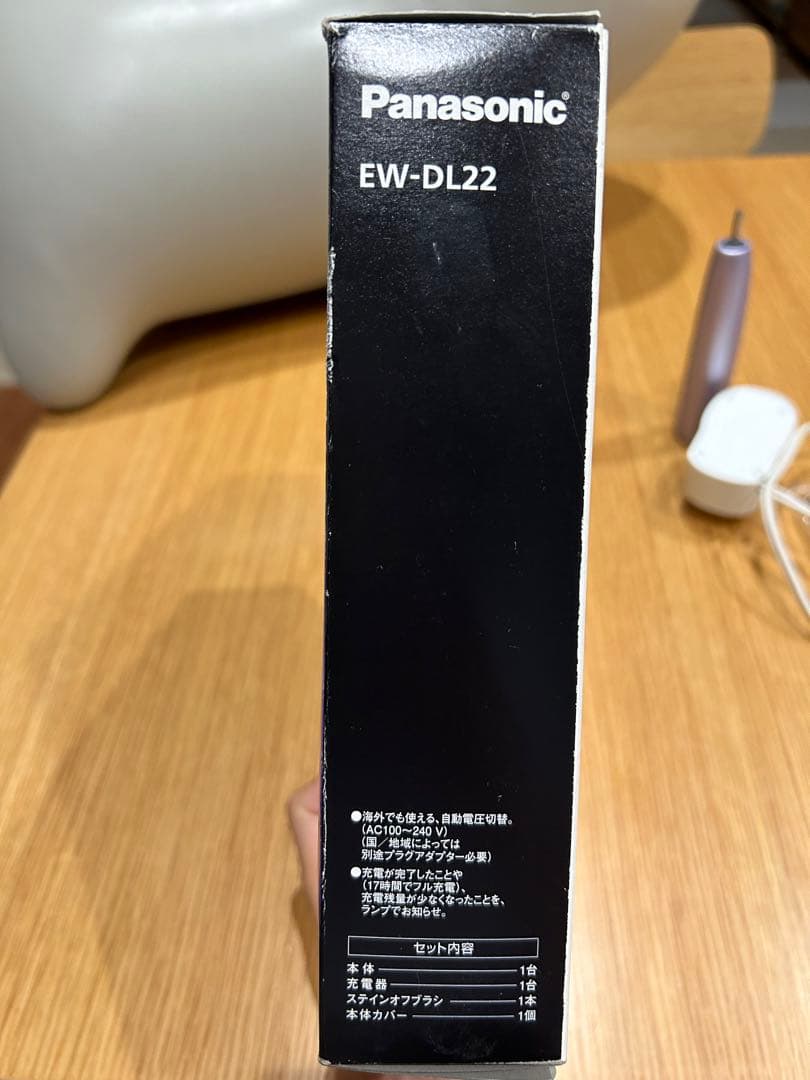 Panasonic®
EW-DL22
●海外でも使える、自動電圧切替。
(AC100～240 V)
(国／地域によっては
別途プラグアダプター必要)
●充電が完了したことや
(17時間でフル充電)、
充電残量が少なくなったことを、
ランプでお知らせ。
セット内容
本体 1台
充電器 1台
ステインオフブラシ 1本
本体カバー 1個